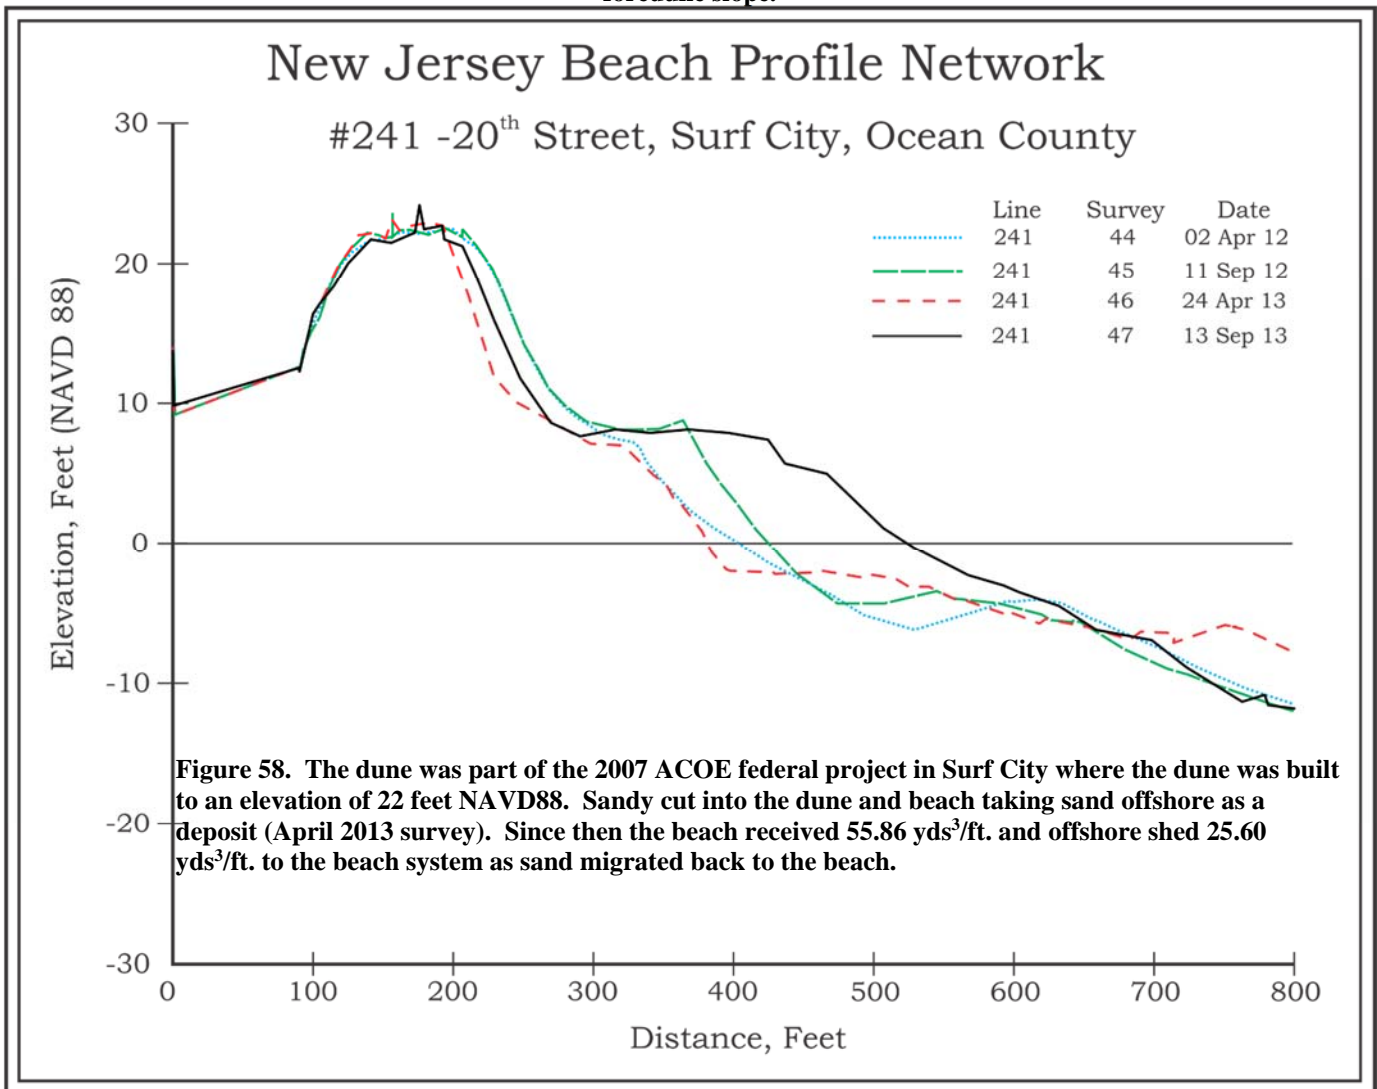 foredune slope.
New Jersey Beach Profile Network
#241 -20th Street, Surf City, Ocean County
Line Survey Date
241 44 02 Apr 12
241 45 11 Sep 12
241 46 24 Apr 13
241 47 13 Sep 13
Elevation, Feet (NAVD 88)
30
20
10
0
-10
-20
-30
Figure 58. The dune was part of the 2007 ACOE federal project in Surf City where the dune was built
to an elevation of 22 feet NAVD88. Sandy cut into the dune and beach taking sand offshore as a
deposit (April 2013 survey). Since then the beach received 55.86 yds³/ft. and offshore shed 25.60
yds³/ft. to the beach system as sand migrated back to the beach.
0 100 200 300 400 500 600 700 800
Distance, Feet